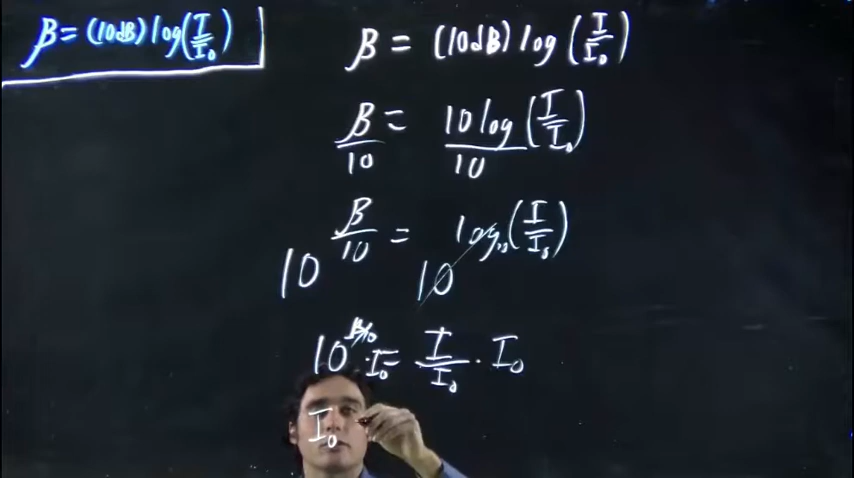 β = (10dB) log(I/I₀)
β = (10dB) log(I/I₀)
β/10 = 10 log(I/I₀)/10
10^(β/10) = 10^(log₁₀(I/I₀))
10^(β/10) · I₀ = I/I₀ · I₀
I₀